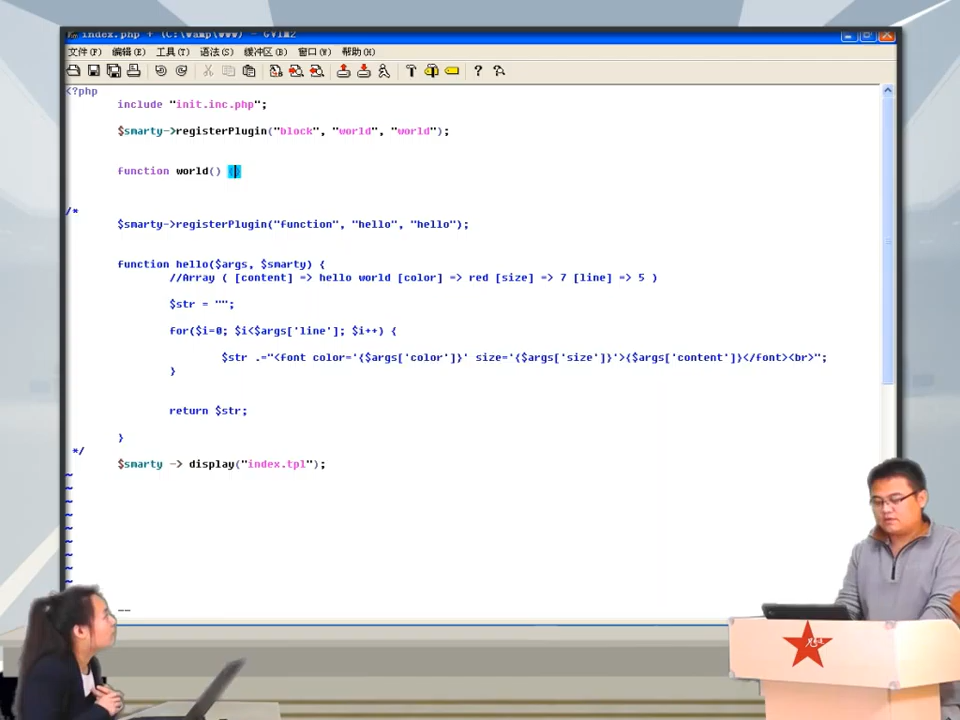 index.php + (C:\wamp\www) - GVIM2
文件(F) 编辑(E) 工具(T) 语法(S) 缓冲区(B) 窗口(W) 帮助(H)
<?php
include "init.inc.php";
$smarty->registerPlugin("block", "world", "world");
function world() {}
/*
$smarty->registerPlugin("function", "hello", "hello");
function hello($args, $smarty) {
//Array ( [content] => hello world [color] => red [size] => 7 [line] => 5 )
$str = "";
for($i=0; $i<$args['line']; $i++) {
$str .="<font color='{$args['color']}' size='{$args['size']}'>{$args['content']}</font><br>";
}
return $str;
}
*/
$smarty -> display("index.tpl");
~
~
~
~
~
~
~
~
~
--